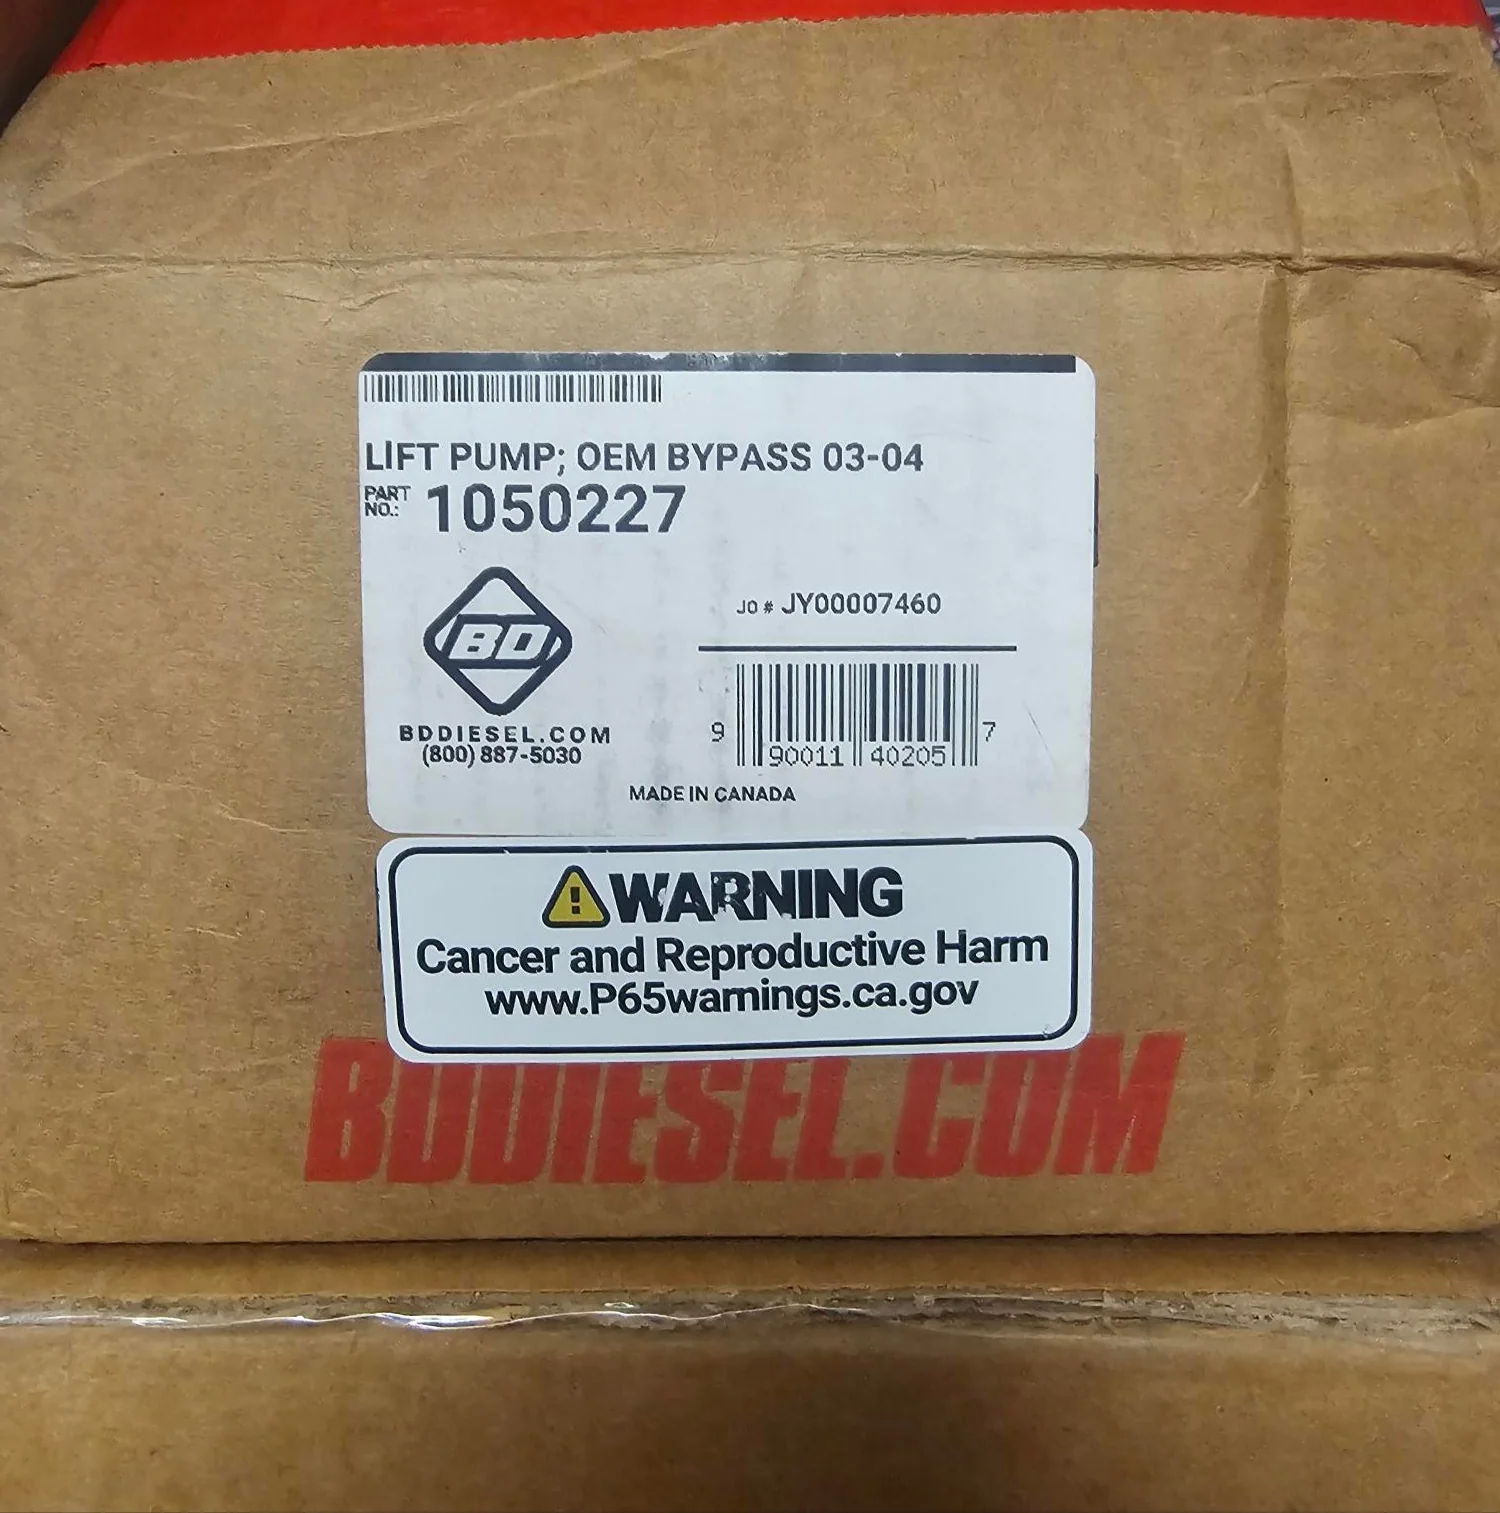 LIFT PUMP; OEM BYPASS 03-04
PART NO.: 1050227
BD
JO # JY00007460
BDDIESEL.COM
(800) 887-5030
9 90011 40205 7
MADE IN CANADA
WARNING
Cancer and Reproductive Harm
www.P65warnings.ca.gov
BDDIESEL.COM